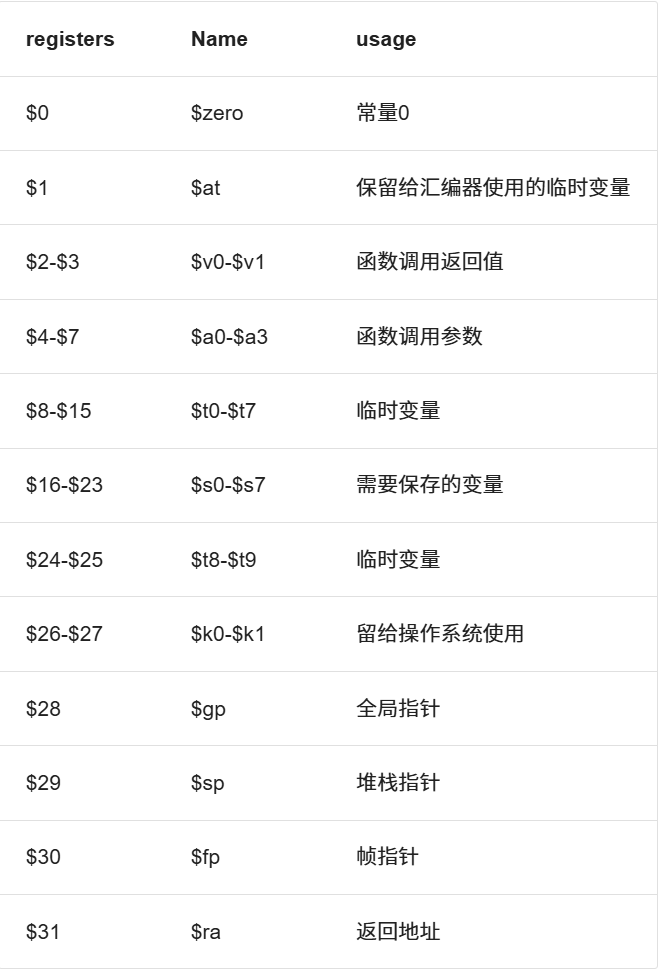 registers Name usage
$0 $zero 常量0
$1 $at 保留给汇编器使用的临时变量
$2-$3 $v0-$v1 函数调用返回值
$4-$7 $a0-$a3 函数调用参数
$8-$15 $t0-$t7 临时变量
$16-$23 $s0-$s7 需要保存的变量
$24-$25 $t8-$t9 临时变量
$26-$27 $k0-$k1 留给操作系统使用
$28 $gp 全局指针
$29 $sp 堆栈指针
$30 $fp 帧指针
$31 $ra 返回地址